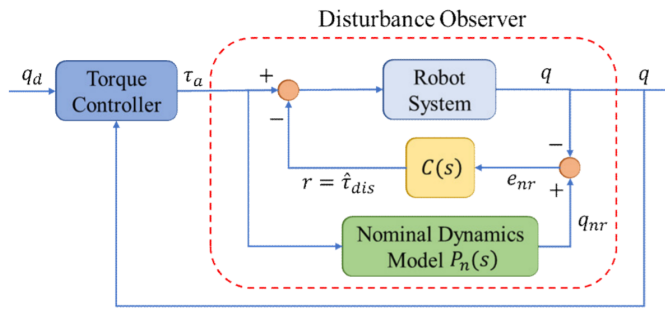 Disturbance Observer
q_d
Torque
Controller
τ_a
+
−
Robot
System
q
q
−
+
C(s)
r = τ̂_dis
e_nr
q_nr
Nominal Dynamics
Model P_n(s)